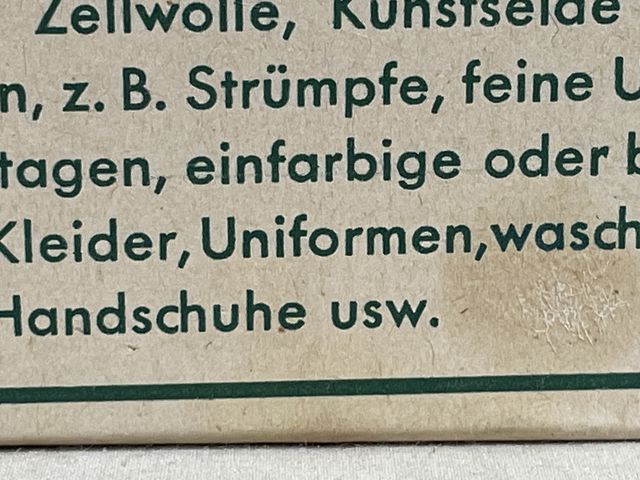 Zellwolle, Kunstseide
n, z. B. Strümpfe, feine U
tagen, einfarbige oder b
Kleider, Uniformen, wasch
Handschuhe usw.